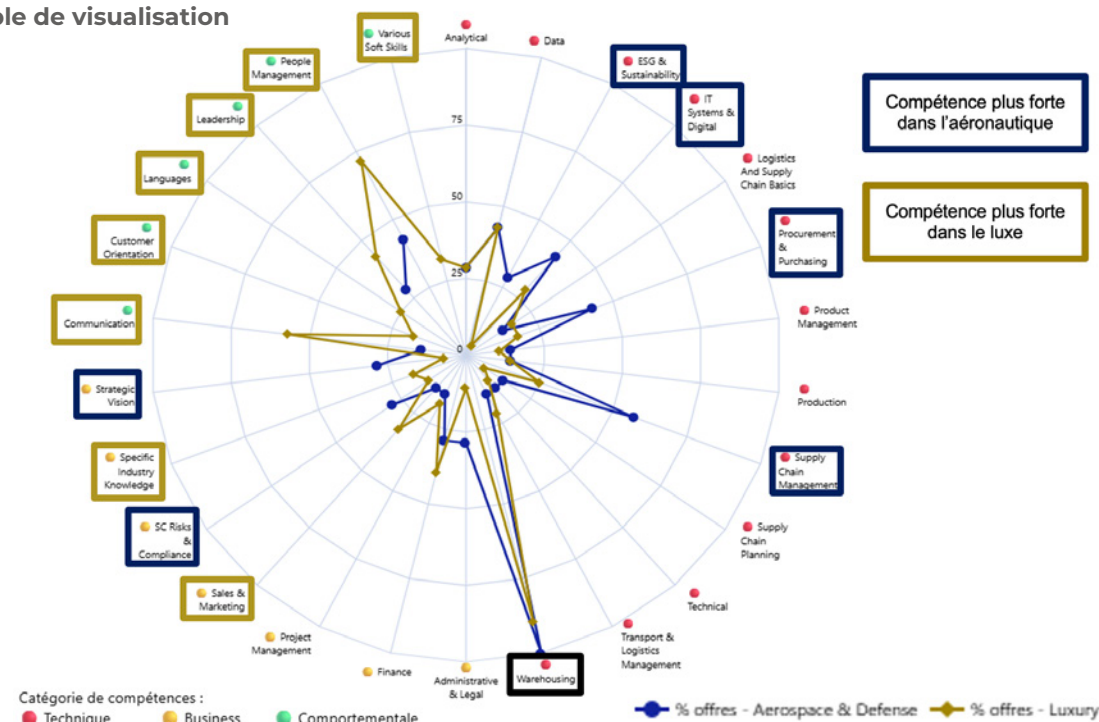 ple de visualisation
Analytical
Data
ESG &
Sustainability
IT
Systems &
Digital
Logistics
And Supply
Chain Basics
Procurement
&
Purchasing
Product
Management
Production
Supply
Chain
Management
Supply
Chain
Planning
Technical
Transport &
Logistics
Management
Warehousing
Administrative
& Legal
Finance
Project
Management
Sales &
Marketing
SC Risks
&
Compliance
Specific
Industry
Knowledge
Strategic
Vision
Communication
Customer
Orientation
Languages
Leadership
People
Management
Various
Soft Skills
75
50
25
0
Compétence plus forte
dans l'aéronautique
Compétence plus forte
dans le luxe
Catégorie de compétences :
Technique
Business
Comportementale
% offres - Aerospace & Defense
% offres - Luxury